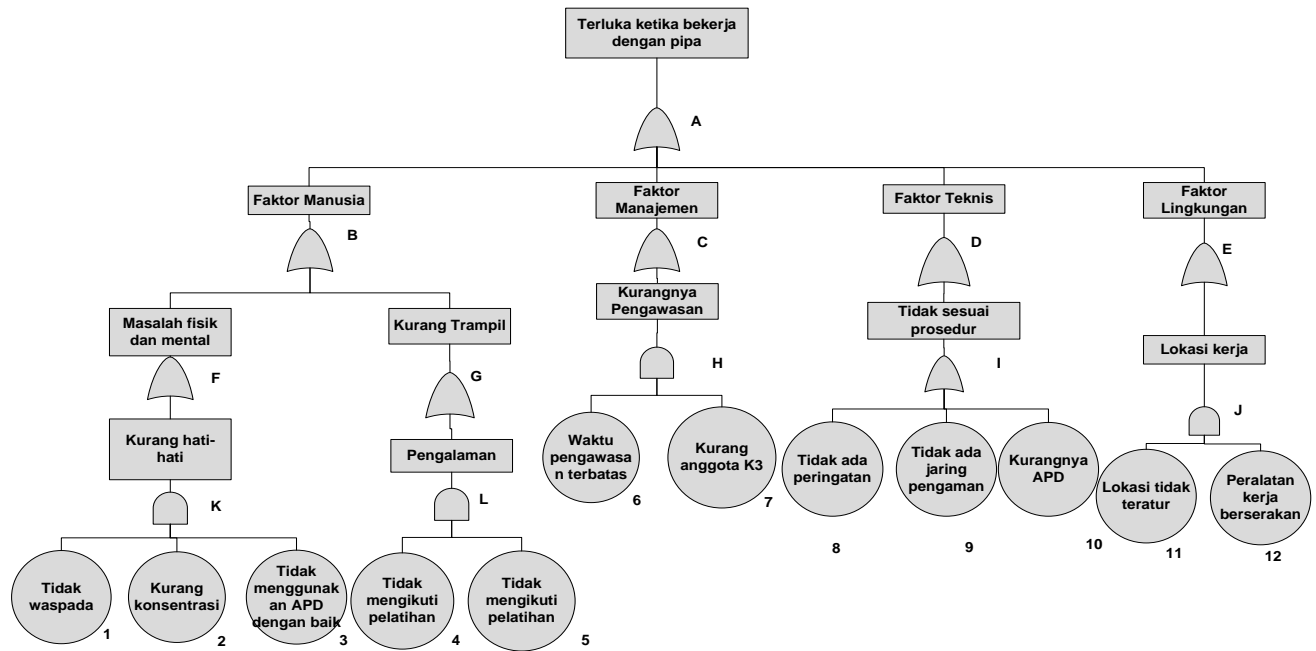 Terluka ketika bekerja
dengan pipa
A
Faktor Manusia
Faktor
Manajemen
Faktor Teknis
Faktor
Lingkungan
B
C
D
E
Masalah fisik
dan mental
Kurang Trampil
Kurangnya
Pengawasan
Tidak sesuai
prosedur
Lokasi kerja
F
G
H
I
J
Kurang hati-
hati
Pengalaman
Waktu
pengawasa
n terbatas
6
Kurang
anggota K3
7
Tidak ada
peringatan
8
Tidak ada
jaring
pengaman
9
Kurangnya
APD
10
Lokasi tidak
teratur
11
Peralatan
kerja
berserakan
12
K
L
Tidak
waspada
1
Kurang
konsentrasi
2
Tidak
menggunak
an APD
dengan baik
3
Tidak
mengikuti
pelatihan
4
Tidak
mengikuti
pelatihan
5